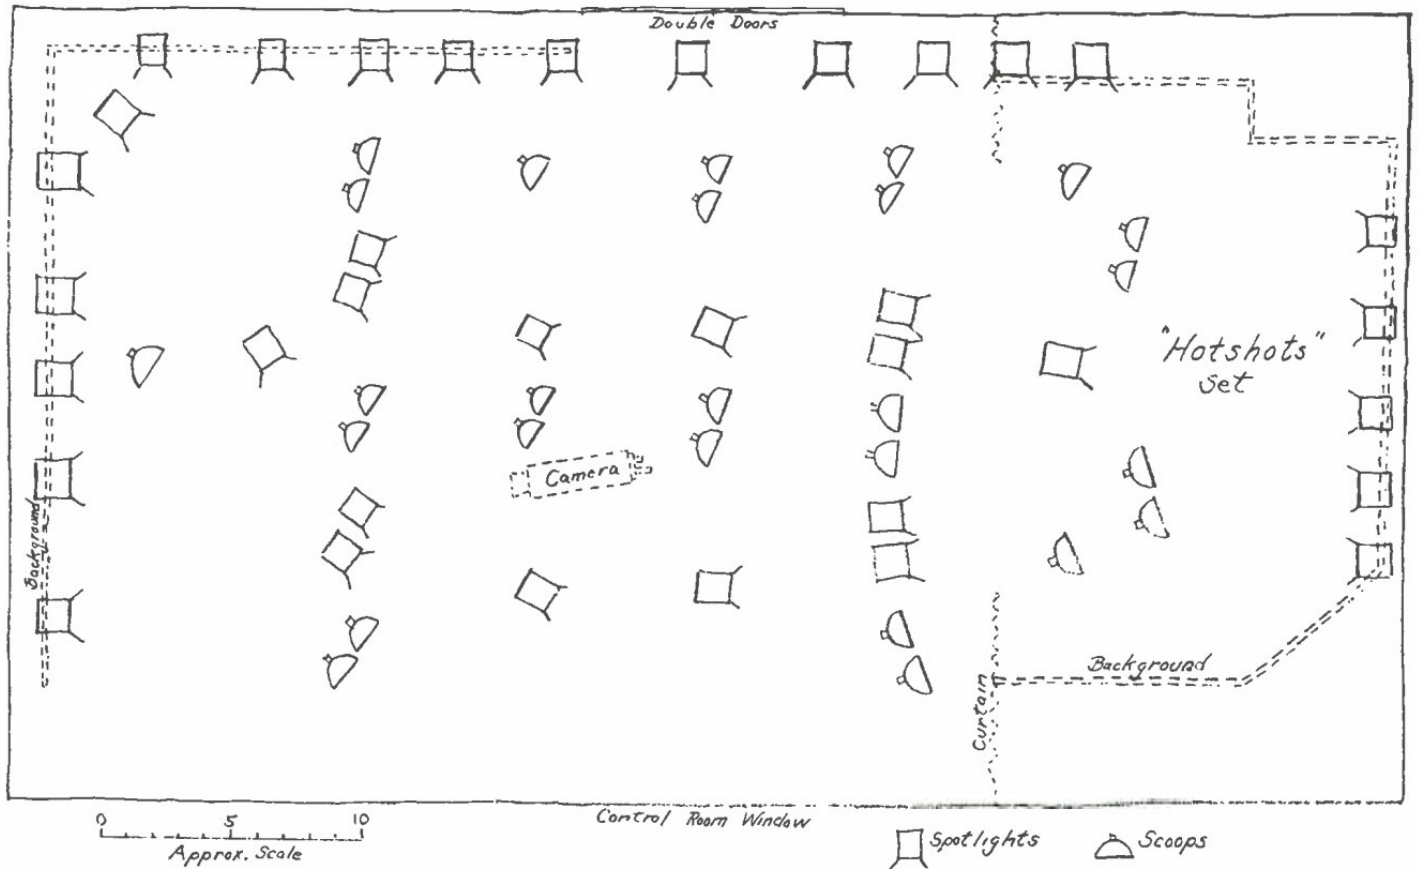 Double Doors
"Hotshots"
Set
Camera
Background
Background
Curtain
0 5 10
Approx. Scale
Control Room Window
Spotlights
Scoops